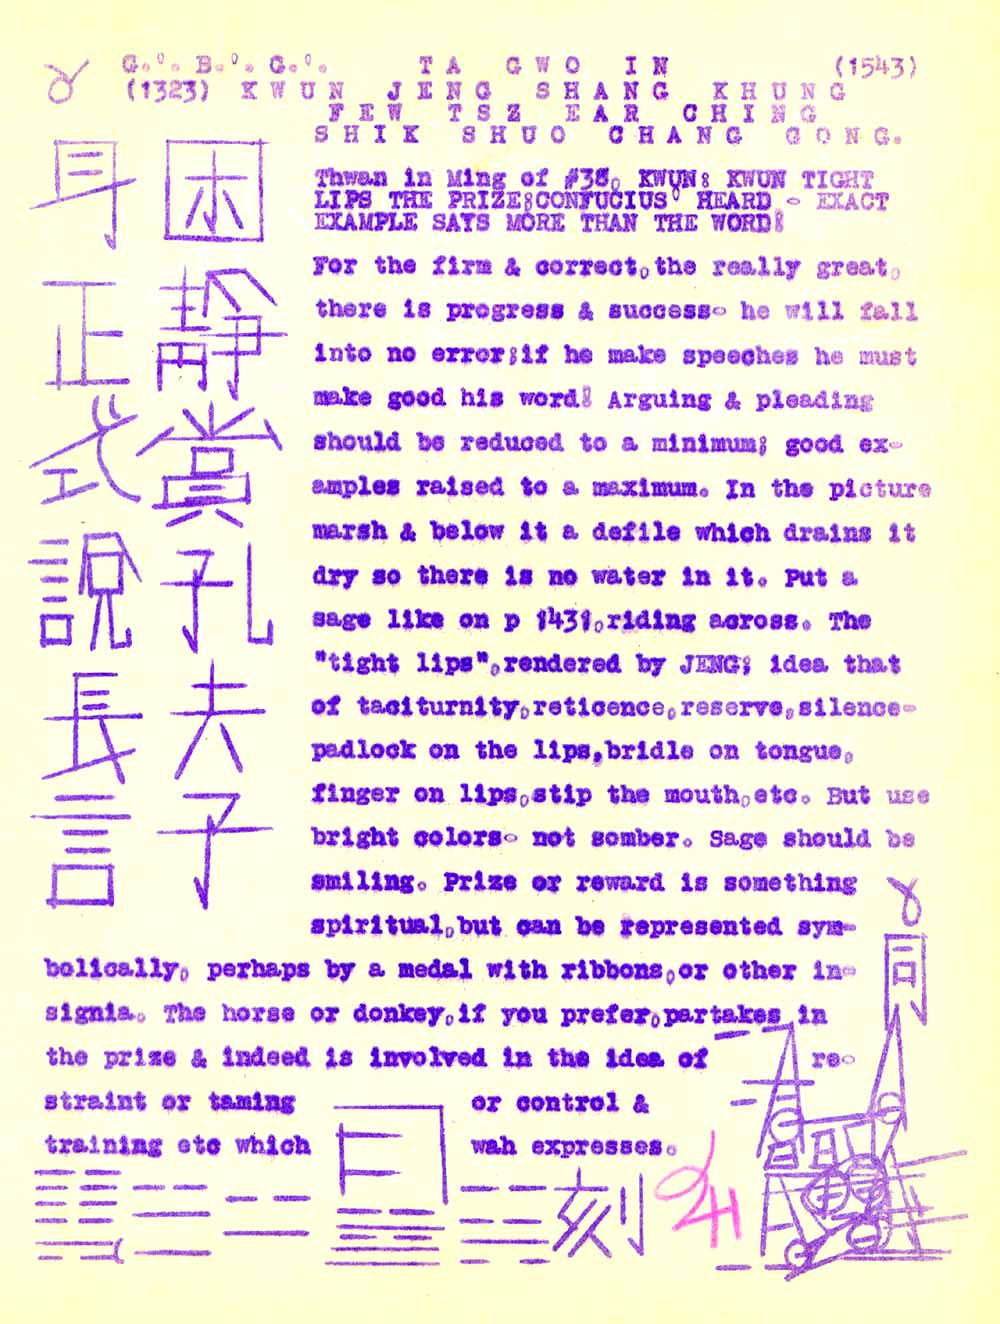 G.'. B.'. G.'. TA GWO IN (1543)
(1323) KWUN JENG SHANG KHUNG
FEW TSZ EAR CHING
SHIK SHUO CHANG GONG.
身 困
正 靜
式 賞
說 孔
長 夫
言 子
Thwan in Ming of #38, KWUN: KWUN TIGHT
LIPS THE PRIZE;CONFUCIUS' HEARD - EXACT
EXAMPLE SAYS MORE THAN THE WORD!
For the firm & correct,the really great,
there is progress & success- he will fall
into no error;if he make speeches he must
make good his word! Arguing & pleading
should be reduced to a minimum; good ex-
amples raised to a maximum. In the picture
marsh & below it a defile which drains it
dry so there is no water in it. Put a
sage like on p 1431,riding across. The
"tight lips",rendered by JENG; idea that
of taciturnity,reticence,reserve,silence-
padlock on the lips,bridle on tongue,
finger on lips,stip the mouth,etc. But use
bright colors- not somber. Sage should be
smiling. Prize or reward is something
spiritual,but can be represented sym-
bolically, perhaps by a medal with ribbons,or other in-
signia. The horse or donkey,if you prefer,partakes in
the prize & indeed is involved in the idea of re-
straint or taming or control &
training etc which wah expresses.
同
刻